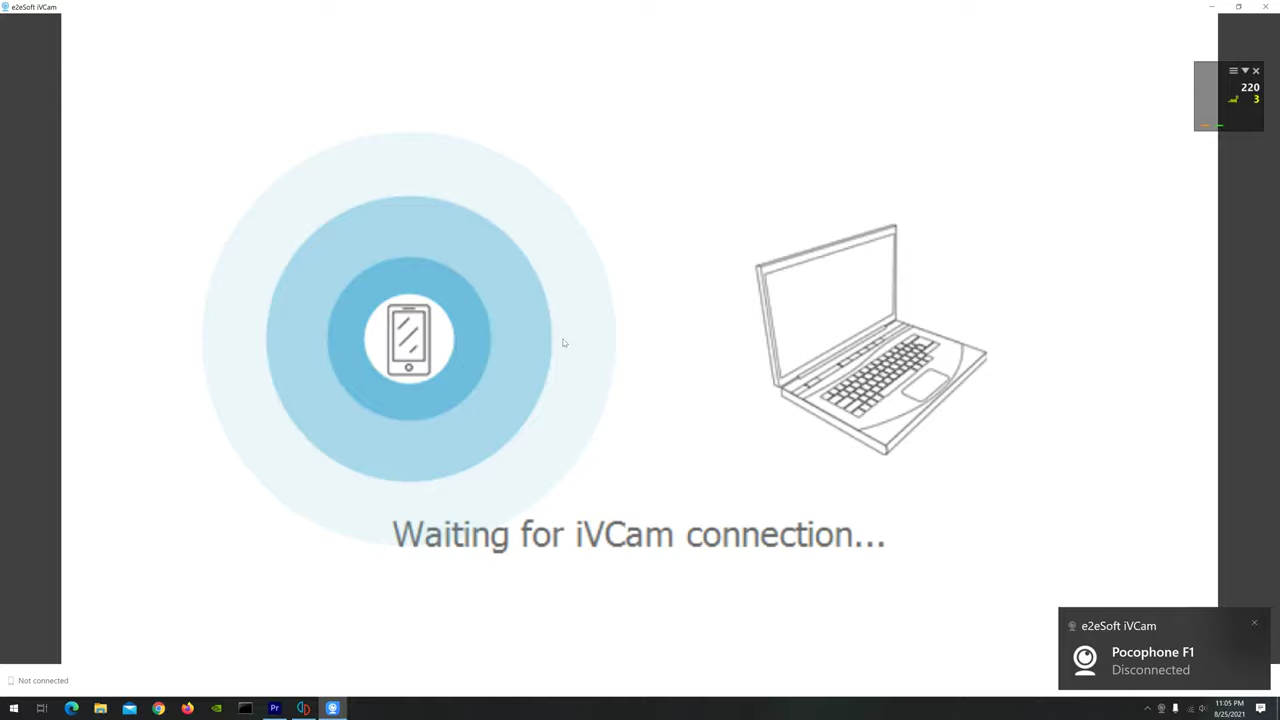 e2eSoft iVCam
220
3
Waiting for iVCam connection...
e2eSoft iVCam
Pocophone F1
Disconnected
Not connected
Pr
11:05 PM
8/25/2021